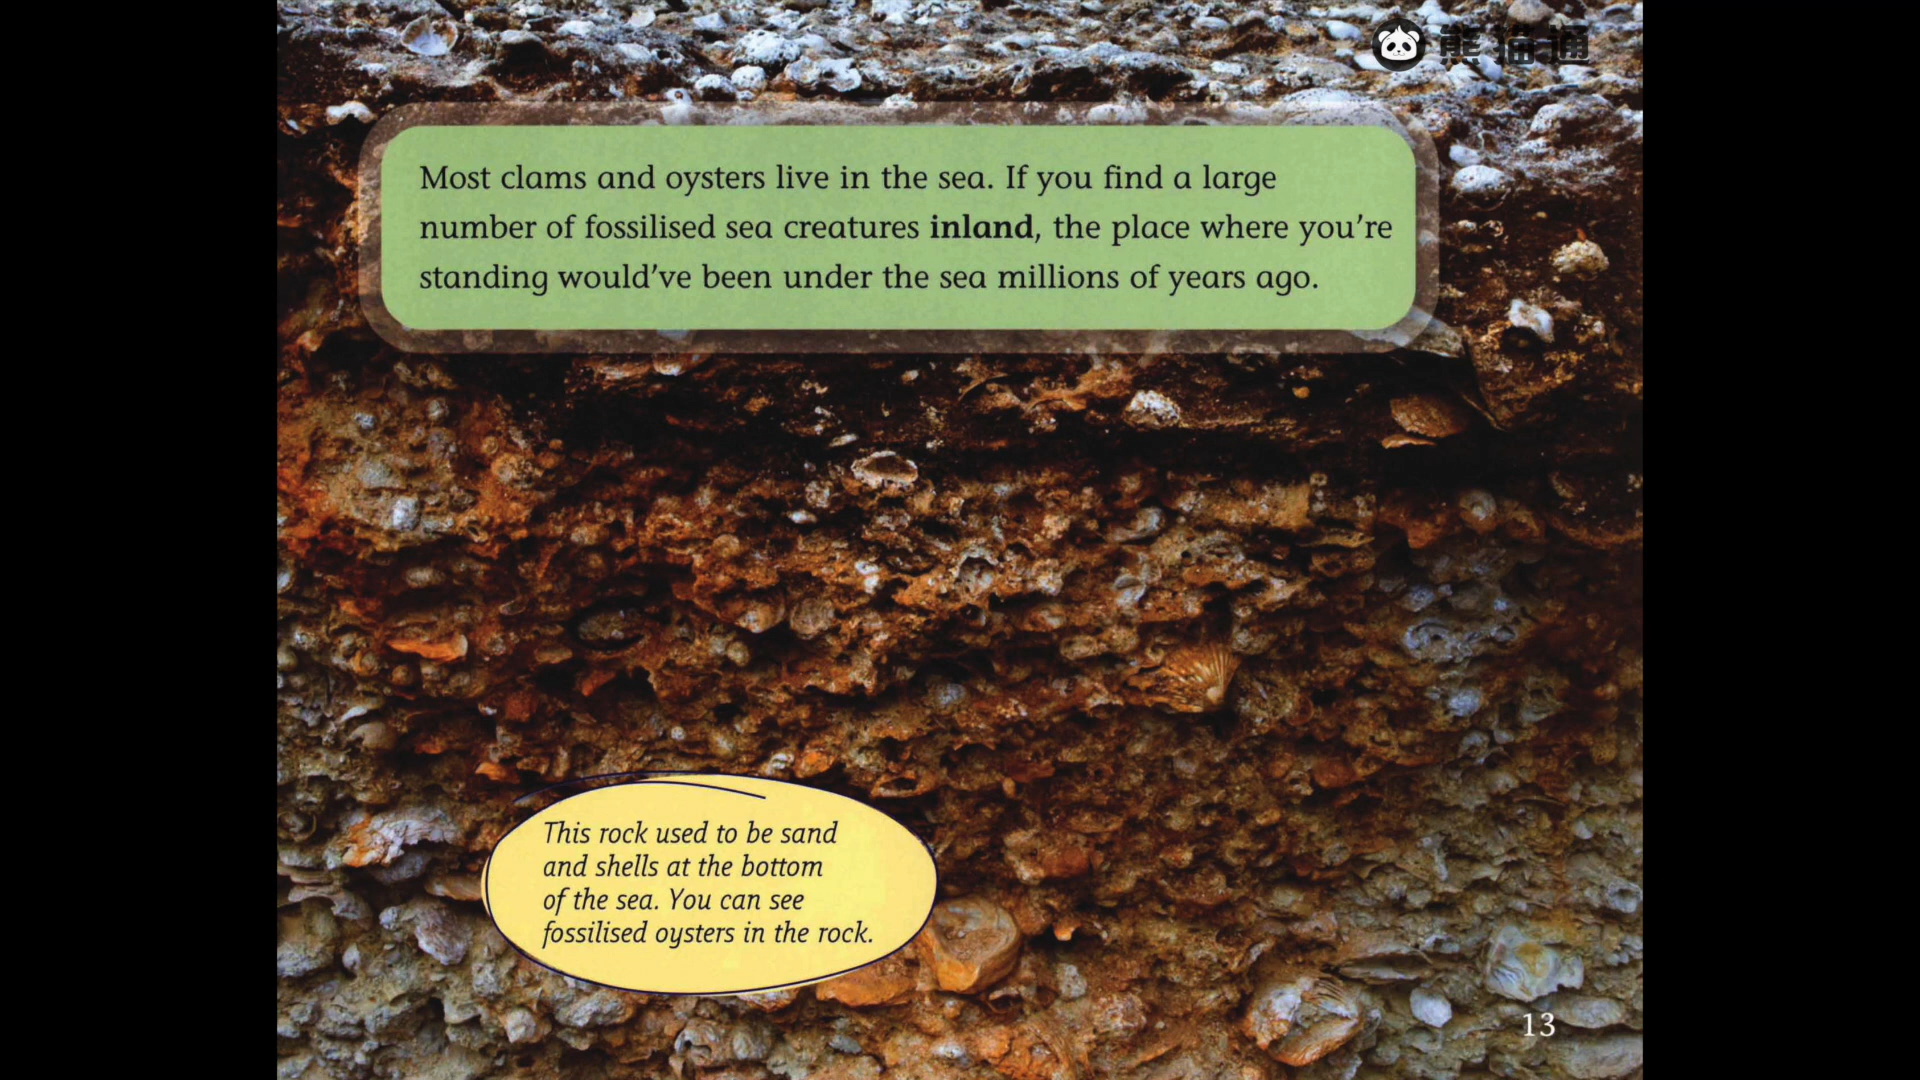 熊猫通
Most clams and oysters live in the sea. If you find a large
number of fossilised sea creatures inland, the place where you're
standing would've been under the sea millions of years ago.
This rock used to be sand
and shells at the bottom
of the sea. You can see
fossilised oysters in the rock.
13